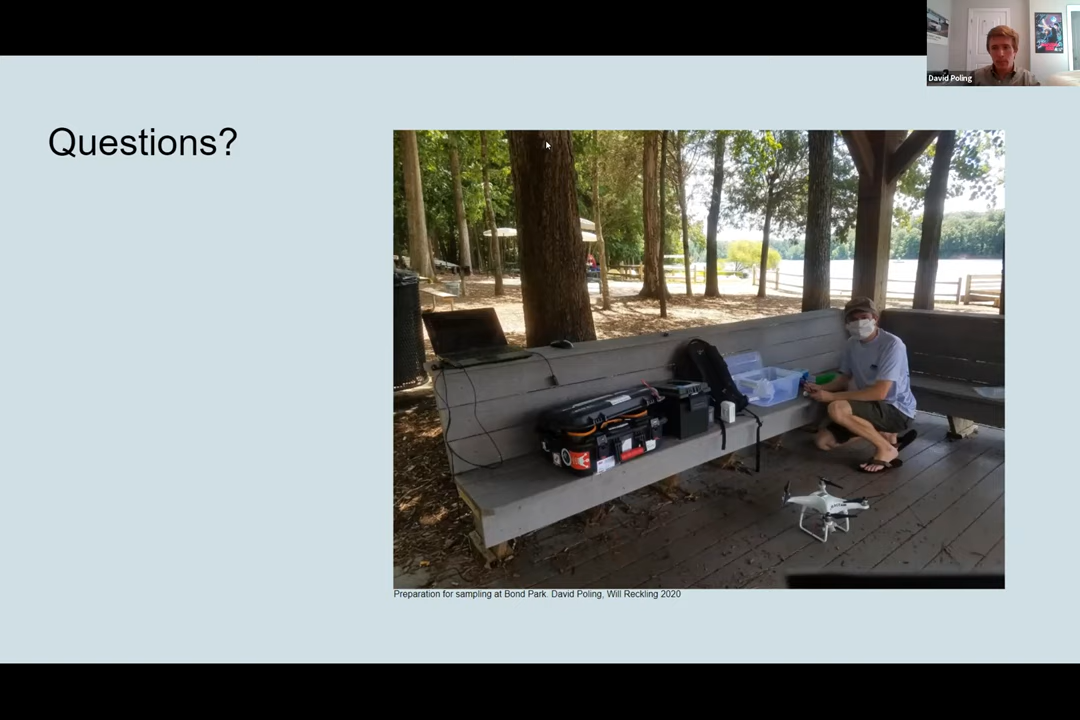 David Poling
Questions?
Preparation for sampling at Bond Park. David Poling, Will Reckling 2020